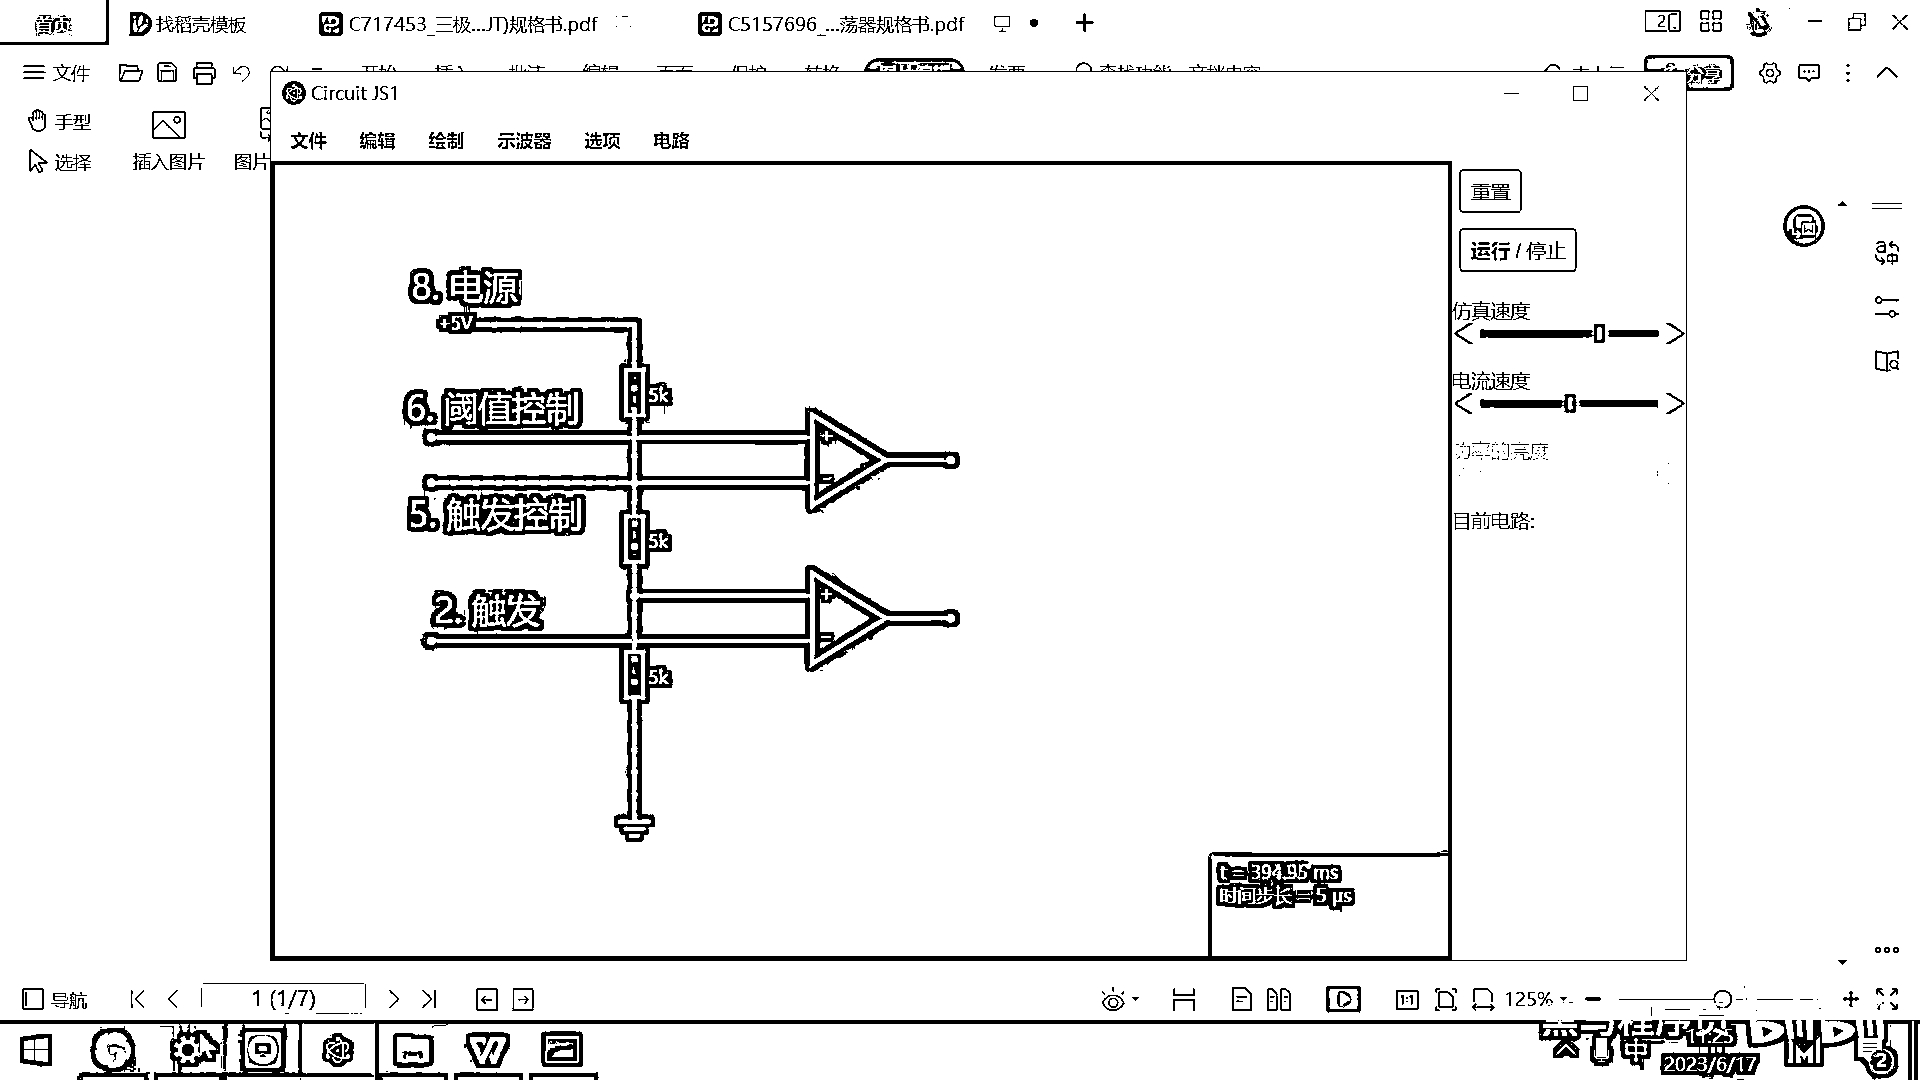 首页 找稻壳模板 C717453_三极...JT)规格书.pdf C5157696_...荡器规格书.pdf
文件
Circuit JS1
手型
选择 插入图片 图片
文件 编辑 绘制 示波器 选项 电路
重置
运行 / 停止
仿真速度
电流速度
功率的亮度
目前电路:
8. 电源
+5V
5k
6. 阈值控制
+
-
5. 触发控制
5k
2. 触发
+
-
5k
t = 394.95 ms
时间步长 = 5 μs
导航 1 (1/7) 1:1 125%
中 11:25
2023/6/17 2